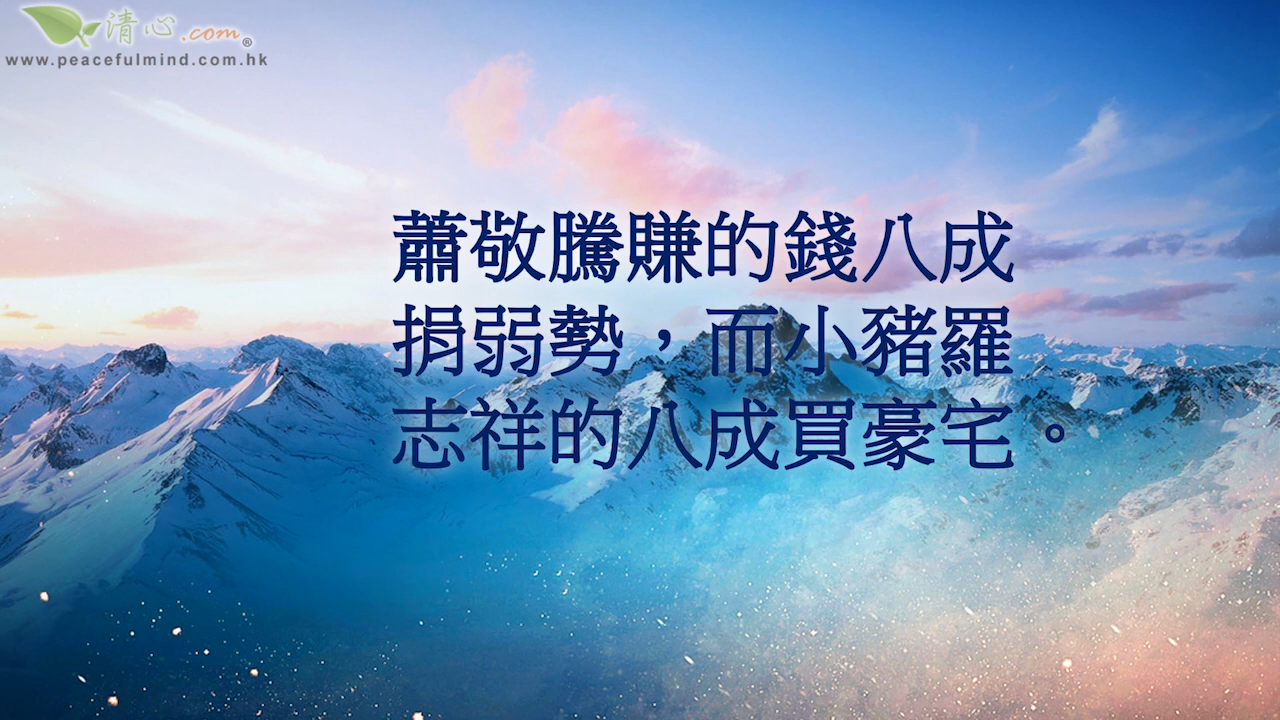 清心.com®
www.peacefulmind.com.hk
蕭敬騰賺的錢八成
捐弱勢，而小豬羅
志祥的八成買豪宅。